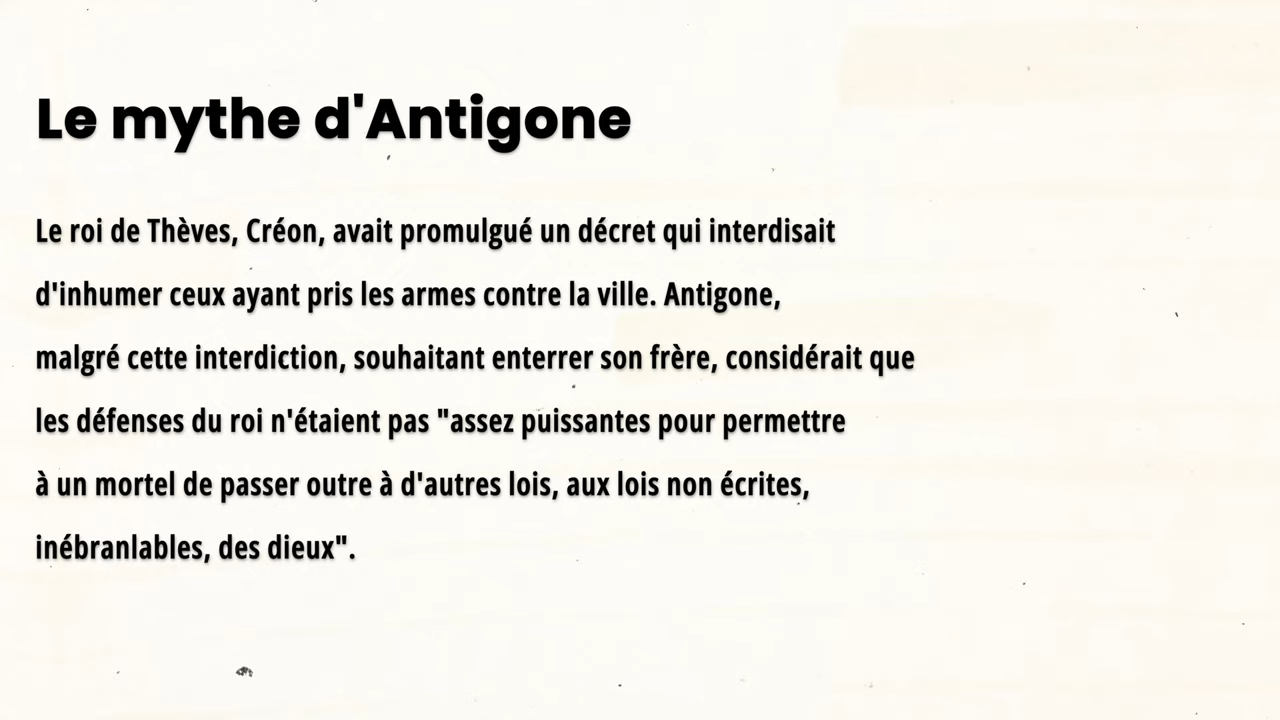 Le mythe d'Antigone
Le roi de Thèves, Créon, avait promulgué un décret qui interdisait
d'inhumer ceux ayant pris les armes contre la ville. Antigone,
malgré cette interdiction, souhaitant enterrer son frère, considérait que
les défenses du roi n'étaient pas "assez puissantes pour permettre
à un mortel de passer outre à d'autres lois, aux lois non écrites,
inébranlables, des dieux".